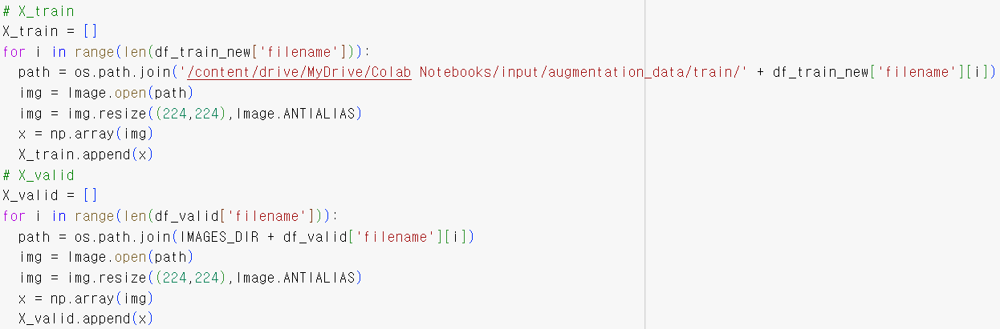 # X_train
X_train = []
for i in range(len(df_train_new['filename'])):
  path = os.path.join('/content/drive/MyDrive/Colab Notebooks/input/augmentation_data/train/' + df_train_new['filename'][i])
  img = Image.open(path)
  img = img.resize((224,224),Image.ANTIALIAS)
  x = np.array(img)
  X_train.append(x)
# X_valid
X_valid = []
for i in range(len(df_valid['filename'])):
  path = os.path.join(IMAGES_DIR + df_valid['filename'][i])
  img = Image.open(path)
  img = img.resize((224,224),Image.ANTIALIAS)
  x = np.array(img)
  X_valid.append(x)